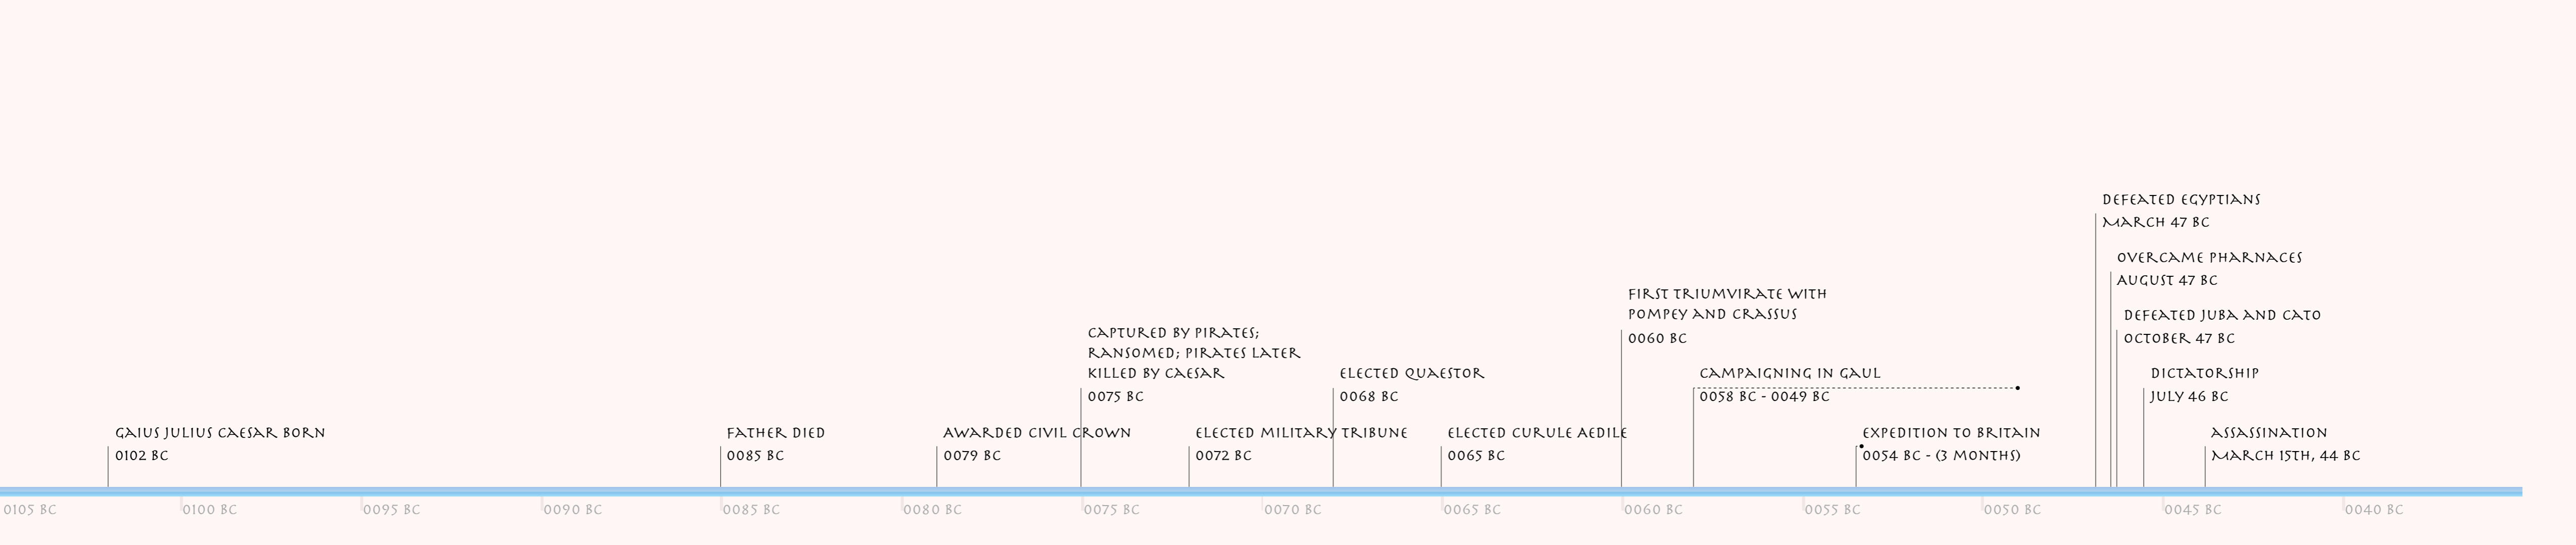 DEFEATED EGYPTIANS
MARCH 47 BC
OVERCAME PHARNACES
AUGUST 47 BC
FIRST TRIUMVIRATE WITH
POMPEY AND CRASSUS
0060 BC
DEFEATED JUBA AND CATO
OCTOBER 47 BC
CAPTURED BY PIRATES;
RANSOMED; PIRATES LATER
KILLED BY CAESAR
0075 BC
ELECTED QUAESTOR
0068 BC
CAMPAIGNING IN GAUL
0058 BC - 0049 BC
DICTATORSHIP
JULY 46 BC
GAIUS JULIUS CAESAR BORN
0102 BC
FATHER DIED
0085 BC
AWARDED CIVIL CROWN
0079 BC
ELECTED MILITARY TRIBUNE
0072 BC
ELECTED CURULE AEDILE
0065 BC
EXPEDITION TO BRITAIN
0054 BC - (3 MONTHS)
ASSASSINATION
MARCH 15TH, 44 BC
0105 BC 0100 BC 0095 BC 0090 BC 0085 BC 0080 BC 0075 BC 0070 BC 0065 BC 0060 BC 0055 BC 0050 BC 0045 BC 0040 BC